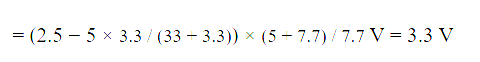 = (2.5 − 5 × 3.3 / (33 + 3.3)) × (5 + 7.7) / 7.7 V = 3.3 V